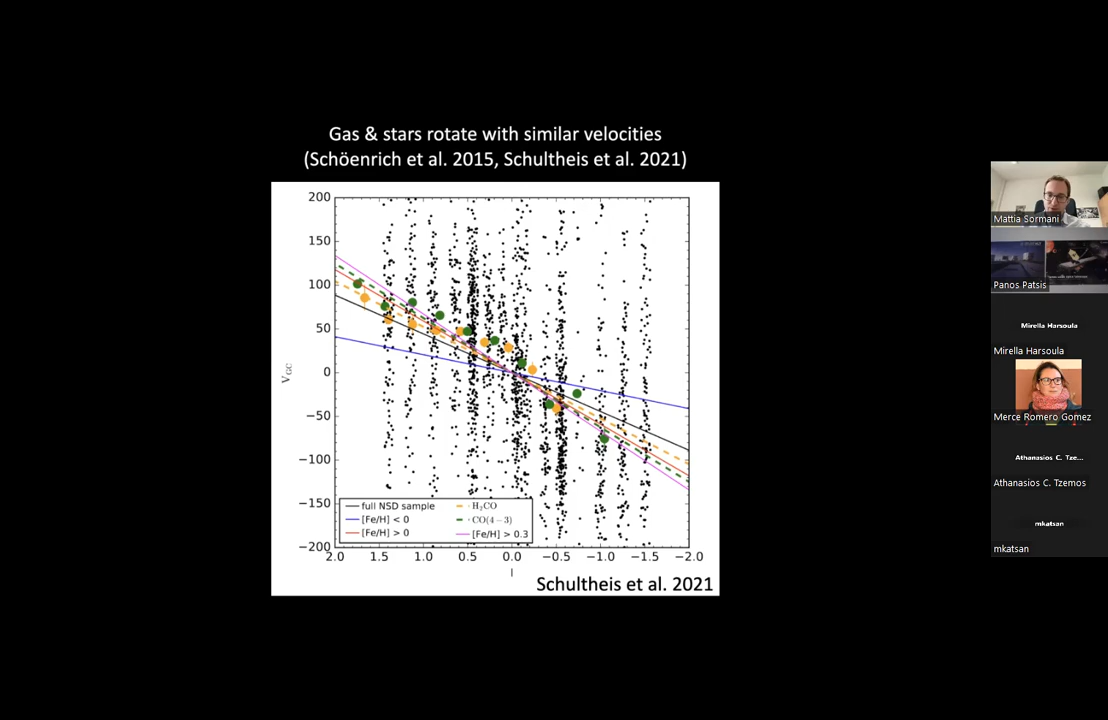 Gas & stars rotate with similar velocities
(Schöenrich et al. 2015, Schultheis et al. 2021)
200
150
100
50
0
−50
−100
−150
−200
V GC
full NSD sample
[Fe/H] < 0
[Fe/H] > 0
H2CO
CO(4−3)
[Fe/H] > 0.3
2.0 1.5 1.0 0.5 0.0 −0.5 −1.0 −1.5 −2.0
l
Schultheis et al. 2021
Mattia Sormani
Panos Patsis
Mirella Harsoula
Mirella Harsoula
Merce Romero Gomez
Athanasios C. Tze...
Athanasios C. Tzemos
mkatsan
mkatsan